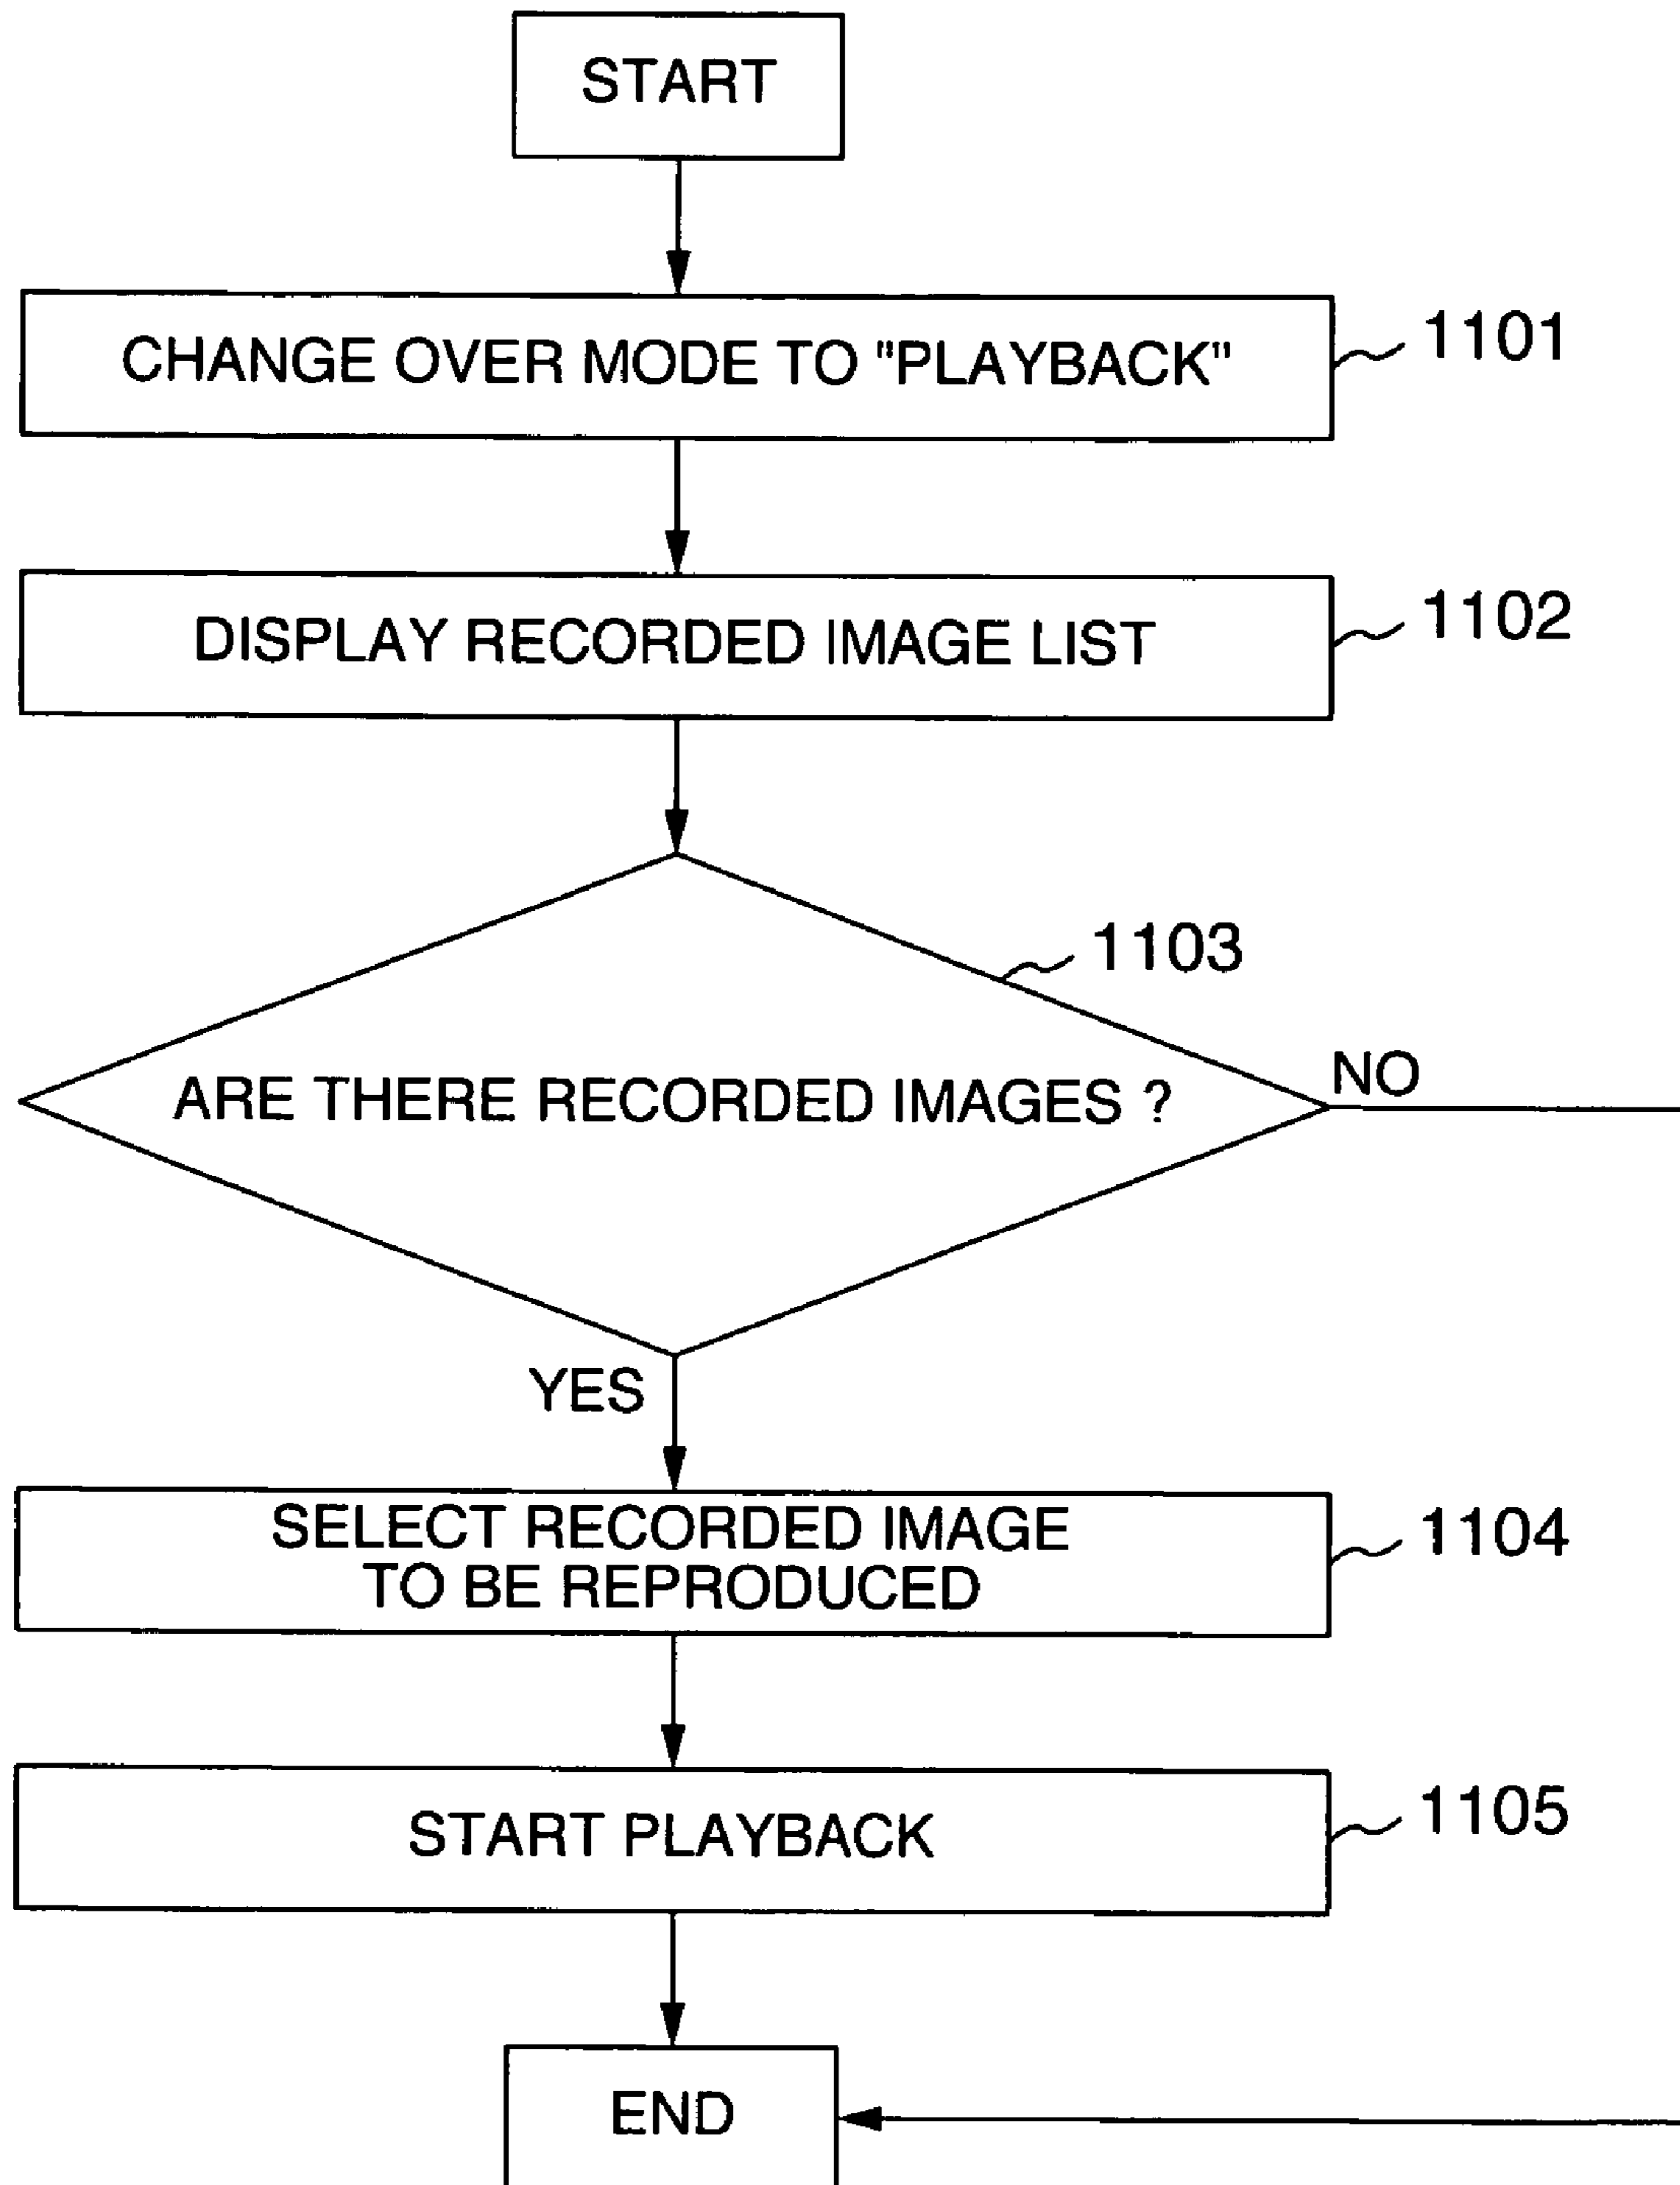 START
CHANGE OVER MODE TO "PLAYBACK"
1101
DISPLAY RECORDED IMAGE LIST
1102
1103
ARE THERE RECORDED IMAGES ?
NO
YES
SELECT RECORDED IMAGE
TO BE REPRODUCED
1104
START PLAYBACK
1105
END